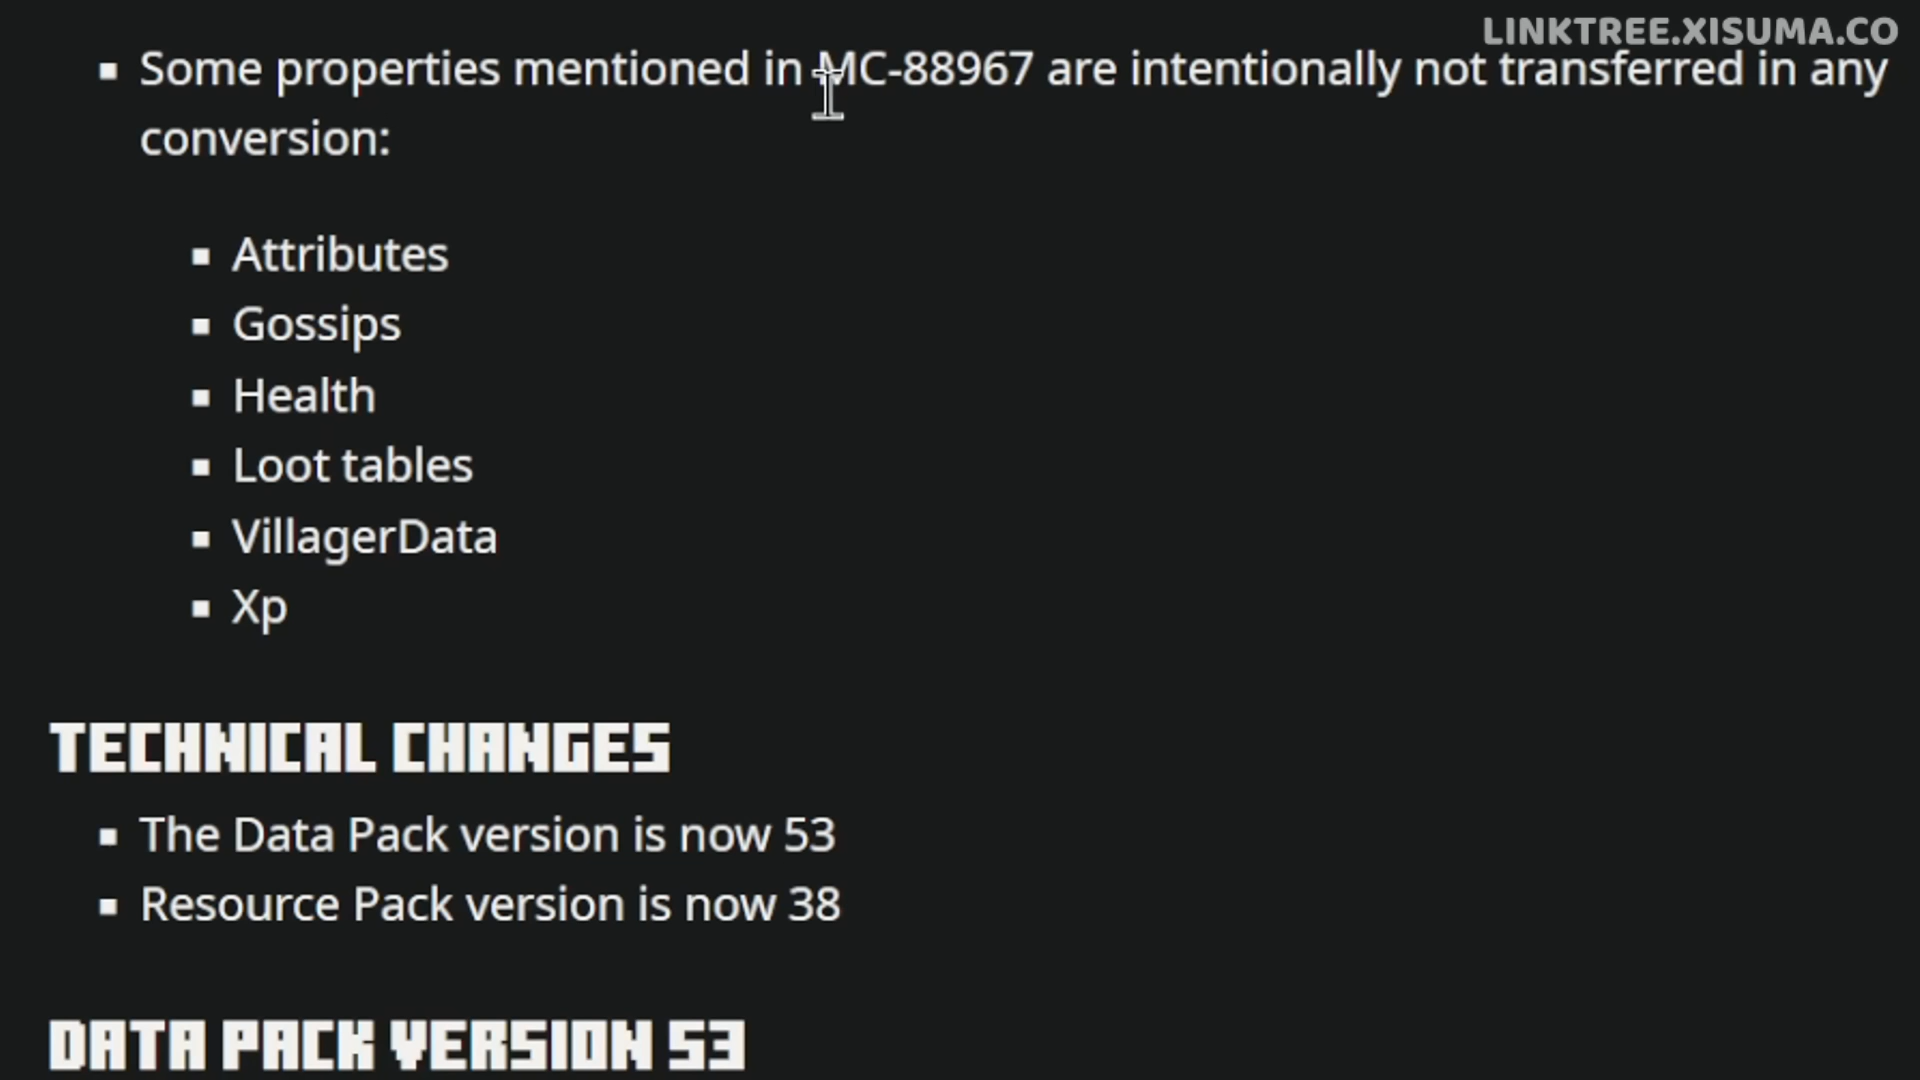 LINKTREE.XISUMA.CO
Some properties mentioned in MC-88967 are intentionally not transferred in any
conversion:
Attributes
Gossips
Health
Loot tables
VillagerData
Xp
TECHNICAL CHANGES
The Data Pack version is now 53
Resource Pack version is now 38
DATA PACK VERSION 53